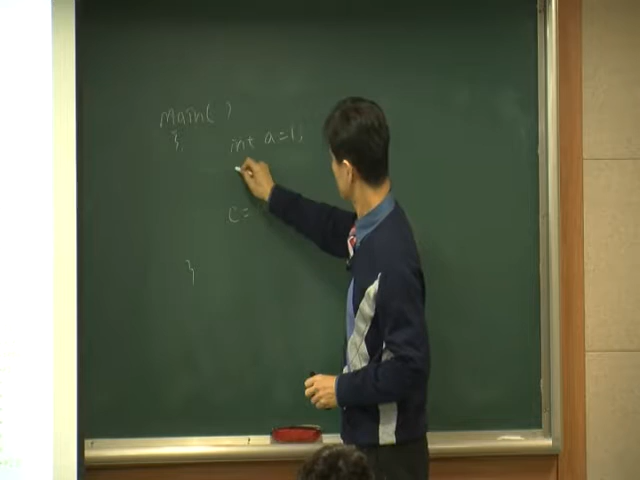 main( )
{
int a=1,
c=
}